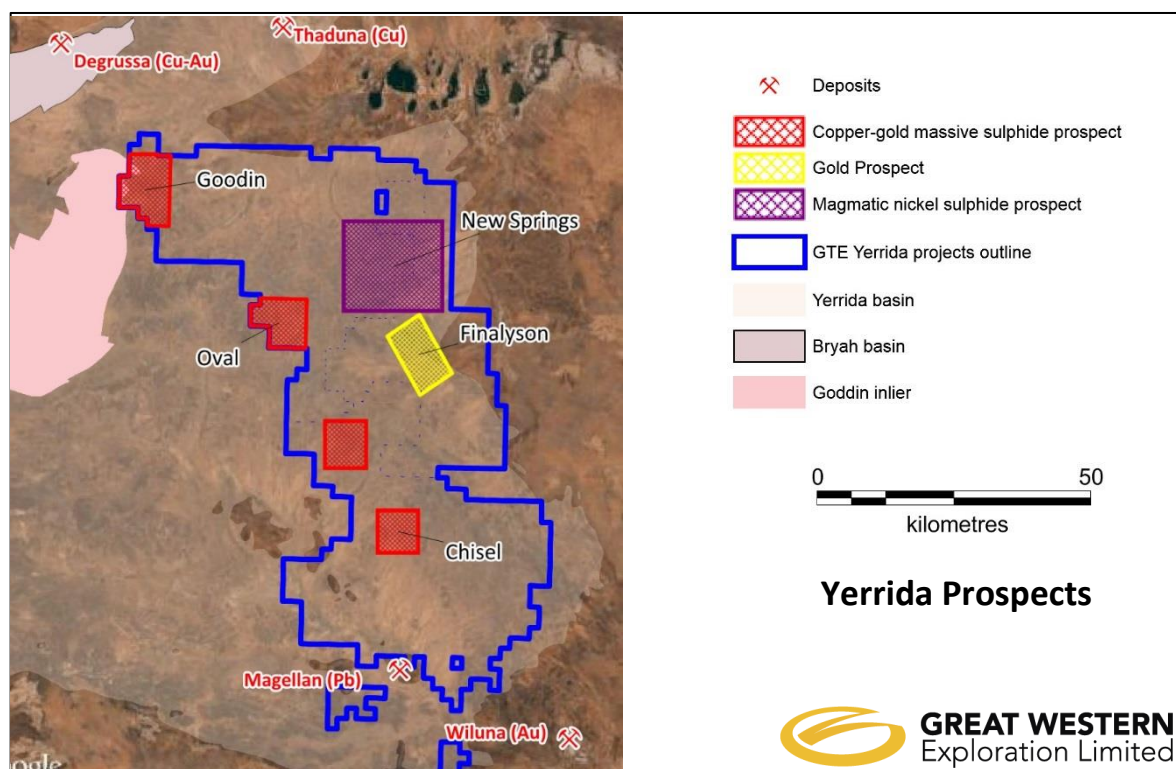 Thaduna (Cu)
Degrussa (Cu-Au)
Goodin
New Springs
Finalyson
Oval
Chisel
Magellan (Pb)
Wiluna (Au)
ogle
Deposits
Copper-gold massive sulphide prospect
Gold Prospect
Magmatic nickel sulphide prospect
GTE Yerrida projects outline
Yerrida basin
Bryah basin
Goddin inlier
0 50
kilometres
Yerrida Prospects
GREAT WESTERN
Exploration Limited